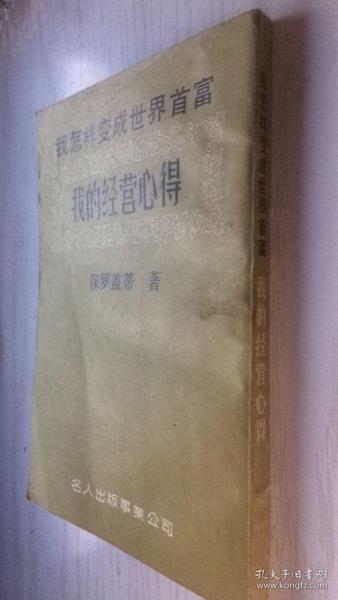 我怎样变成世界首富
我的经营心得
保罗盖蒂 著
名人出版事業公司
我怎样变成世界首富 我的经营心得
孔夫子旧书网